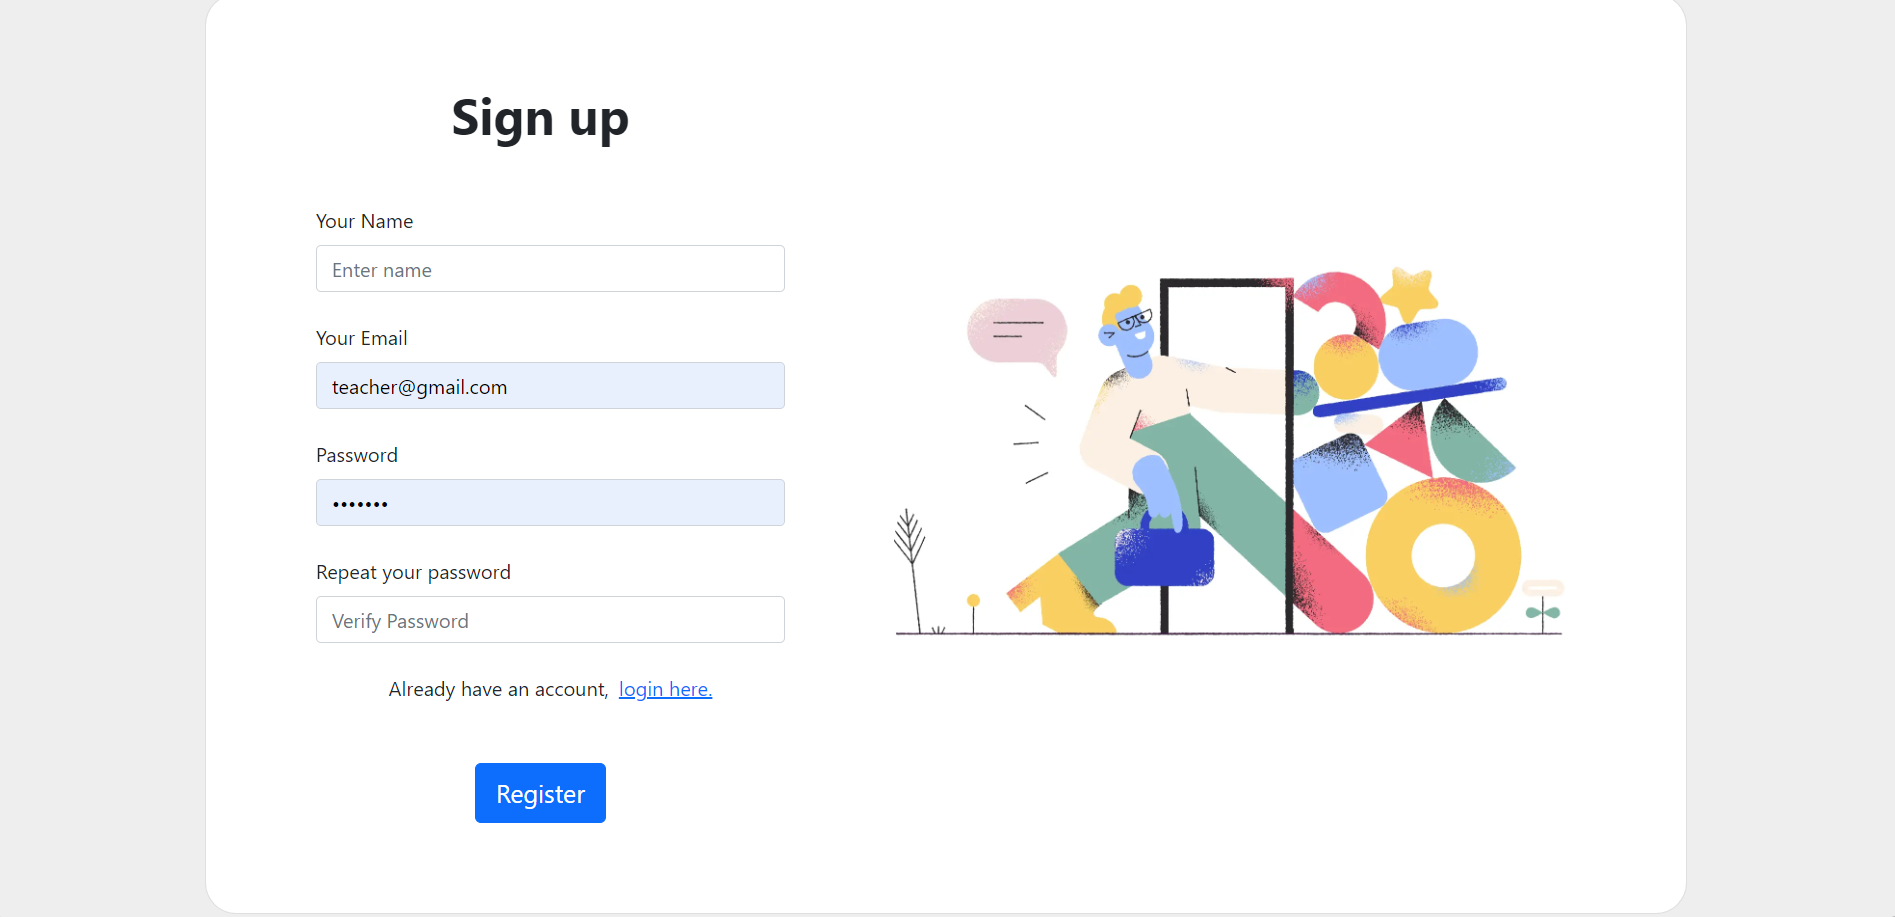 Sign up
Your Name
Enter name
Your Email
teacher@gmail.com
Password
•••••••
Repeat your password
Verify Password
Already have an account, login here.
Register